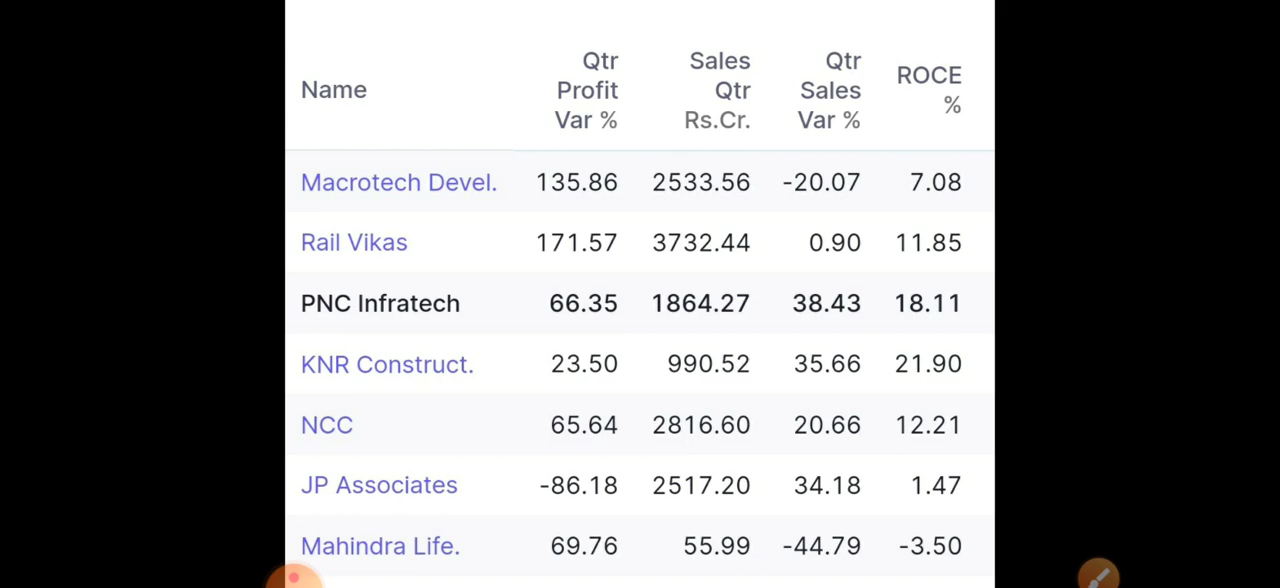 Name Qtr Profit Var % Sales Qtr Rs.Cr. Qtr Sales Var % ROCE %
Macrotech Devel. 135.86 2533.56 -20.07 7.08
Rail Vikas 171.57 3732.44 0.90 11.85
PNC Infratech 66.35 1864.27 38.43 18.11
KNR Construct. 23.50 990.52 35.66 21.90
NCC 65.64 2816.60 20.66 12.21
JP Associates -86.18 2517.20 34.18 1.47
Mahindra Life. 69.76 55.99 -44.79 -3.50